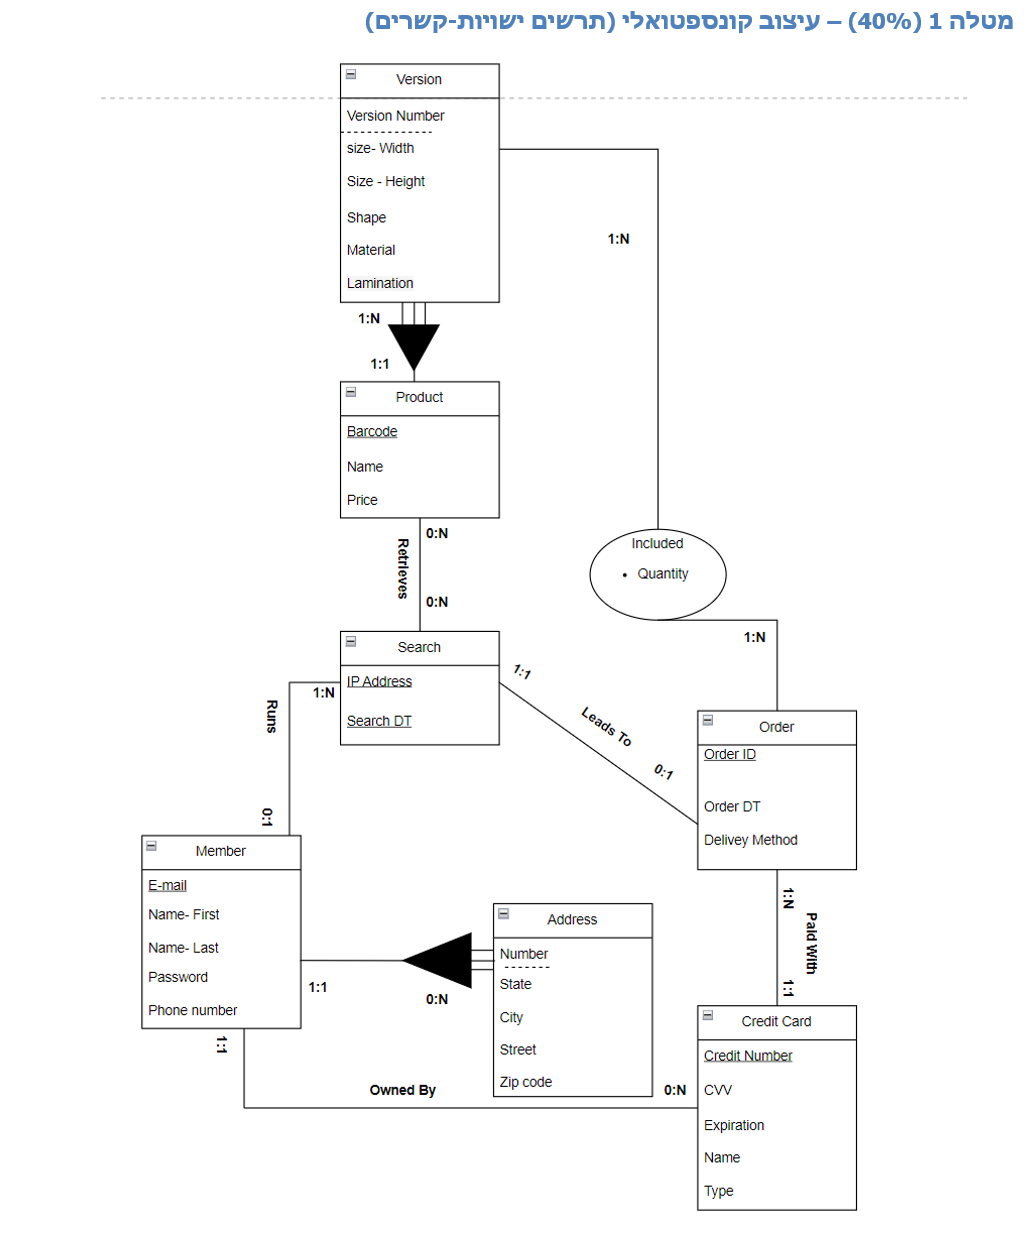 מטלה 1 (40%) – עיצוב קונספטואלי (תרשים ישויות-קשרים)
Version
Version Number
size- Width
Size - Height
Shape
Material
Lamination
1:N
1:N
1:1
Product
Barcode
Name
Price
0:N
Retrieves
0:N
Included
• Quantity
1:N
Search
IP Address
Search DT
1:N
Runs
0:1
1:1
Leads To
0:1
Order
Order ID
Order DT
Delivey Method
Member
E-mail
Name- First
Name- Last
Password
Phone number
1:1
0:N
Address
Number
State
City
Street
Zip code
1:N
Paid With
1:1
1:1
Owned By
0:N
Credit Card
Credit Number
CVV
Expiration
Name
Type